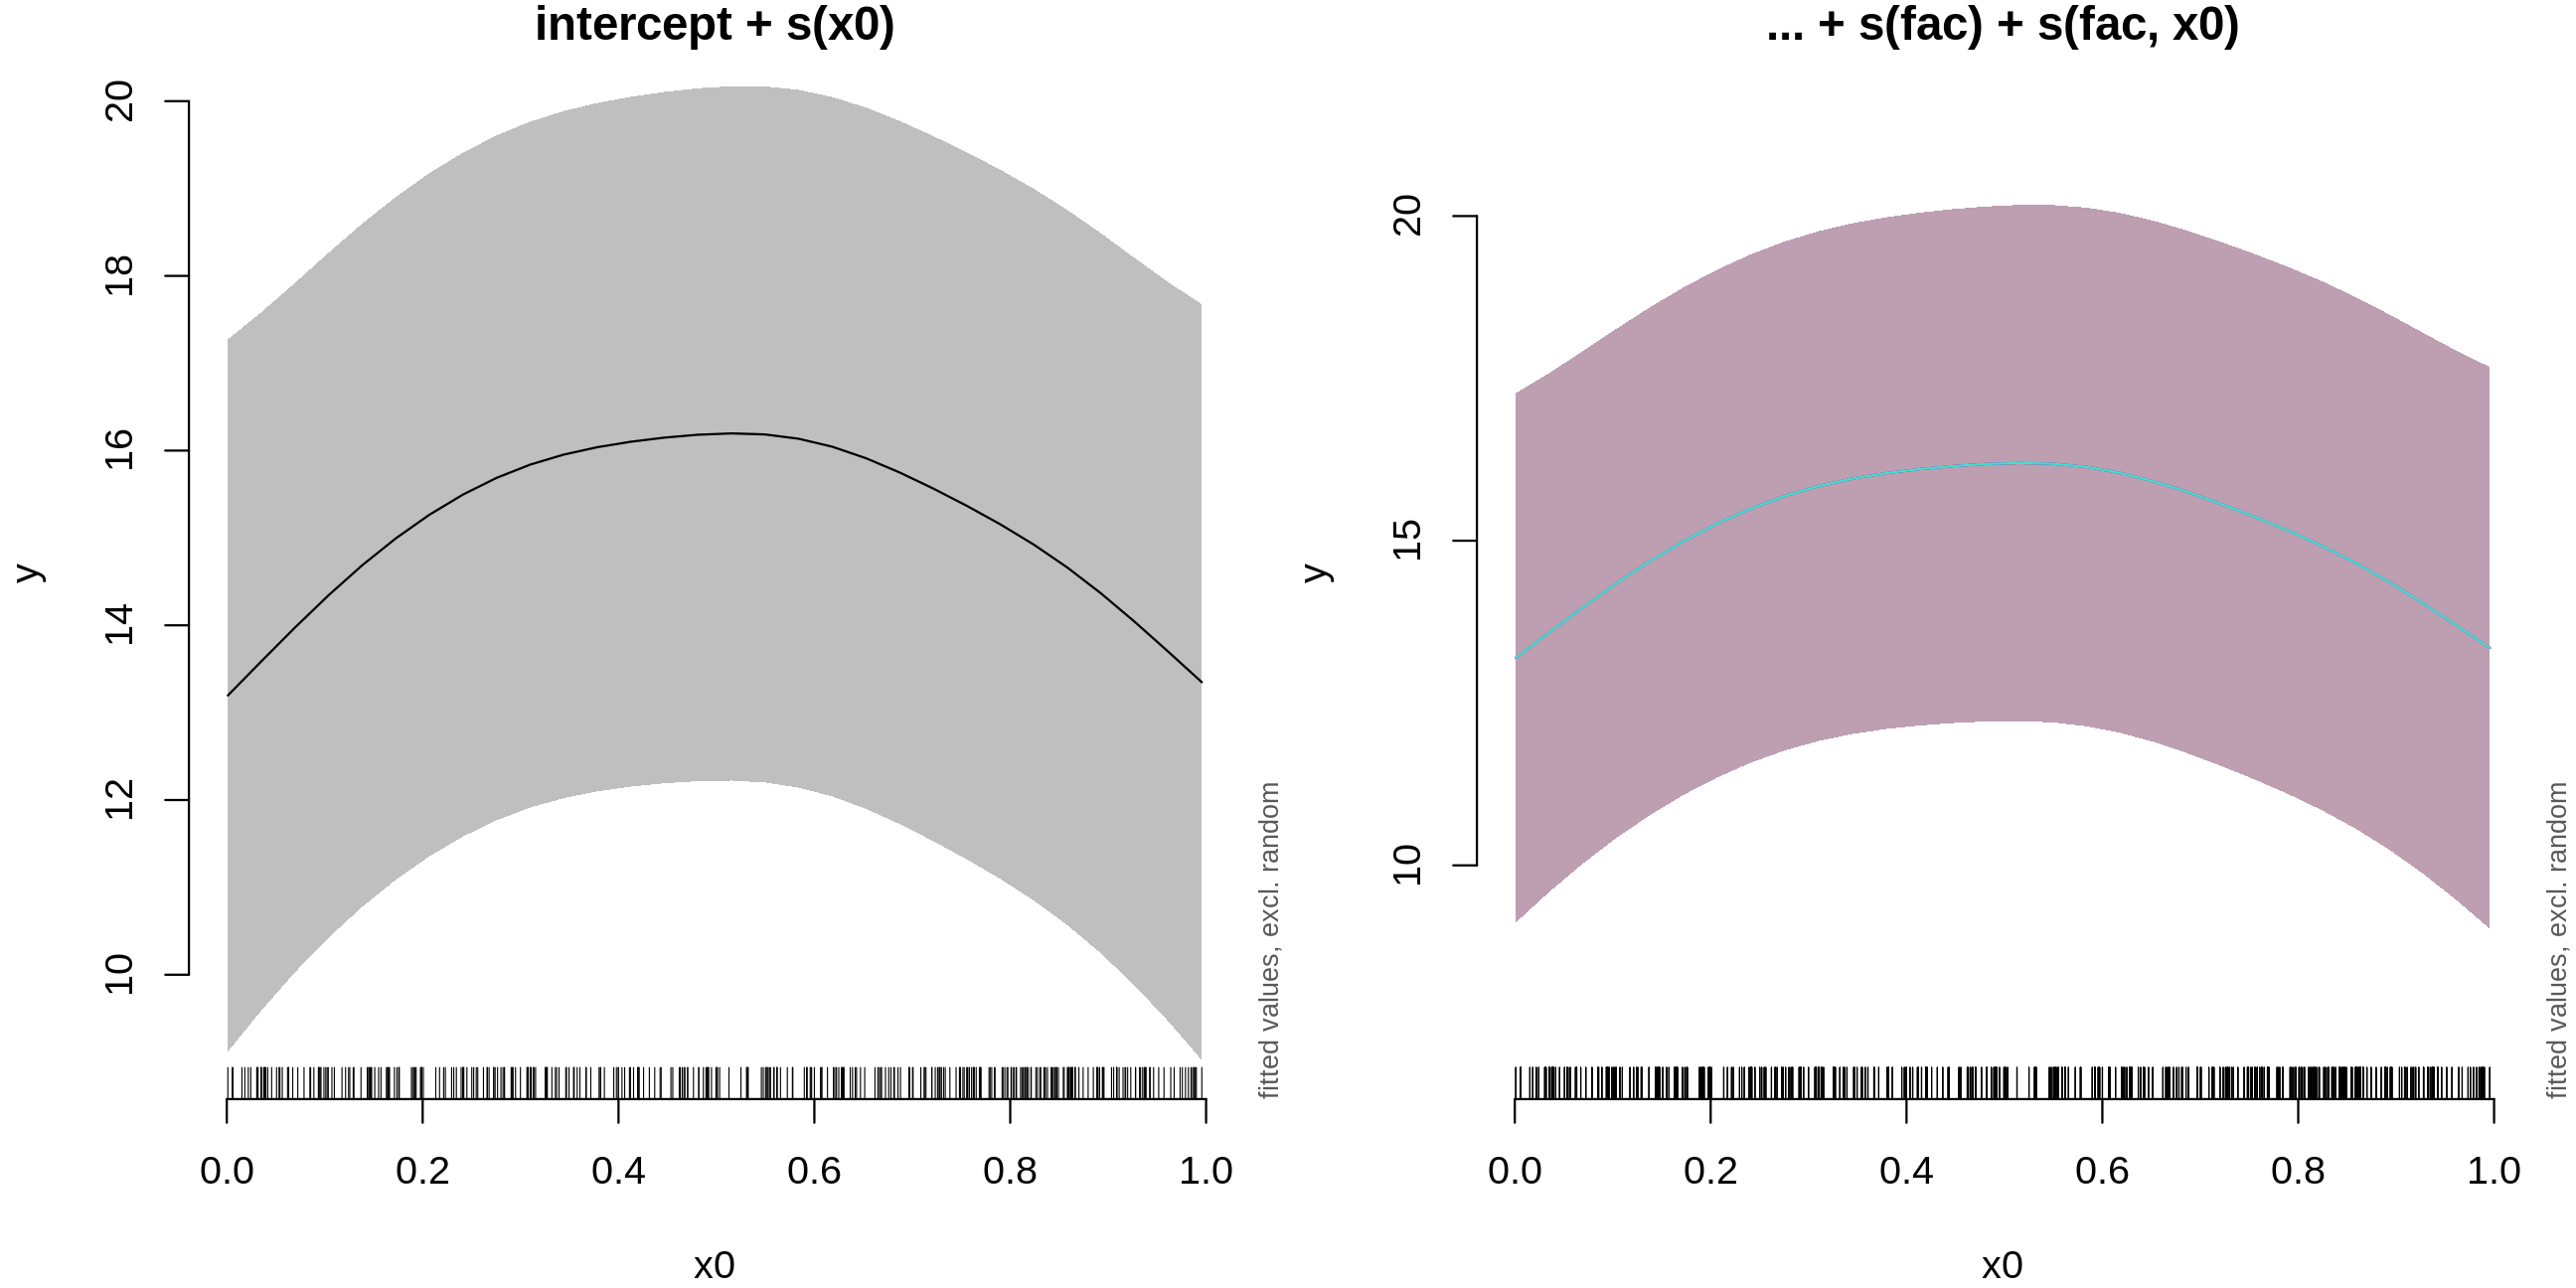 intercept + s(x0)
20
18
16
14
12
10
y
0.0 0.2 0.4 0.6 0.8 1.0
x0
fitted values, excl. random
... + s(fac) + s(fac, x0)
20
15
10
y
0.0 0.2 0.4 0.6 0.8 1.0
x0
fitted values, excl. random